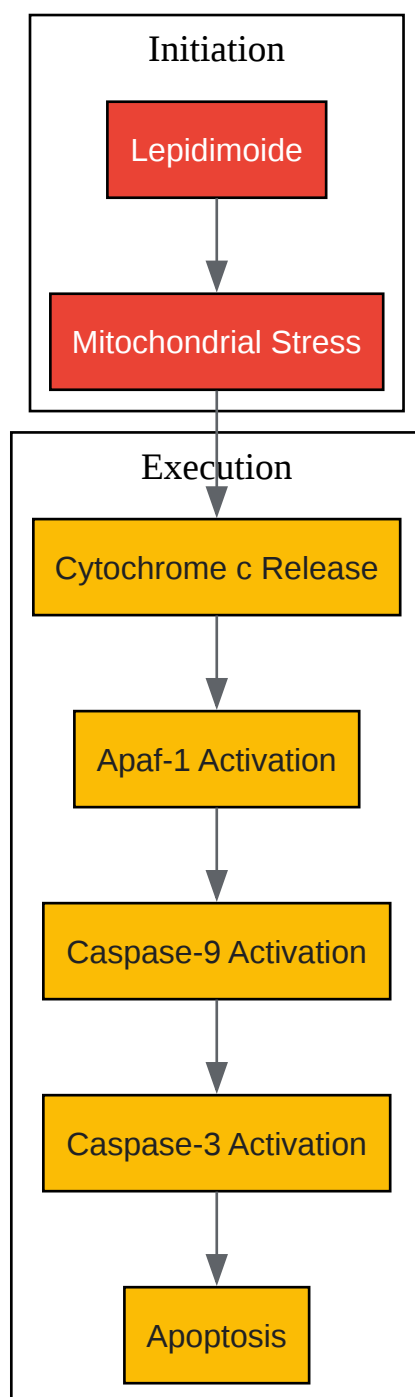 Initiation
Lepidimoide
Mitochondrial Stress
Execution
Cytochrome c Release
Apaf-1 Activation
Caspase-9 Activation
Caspase-3 Activation
Apoptosis